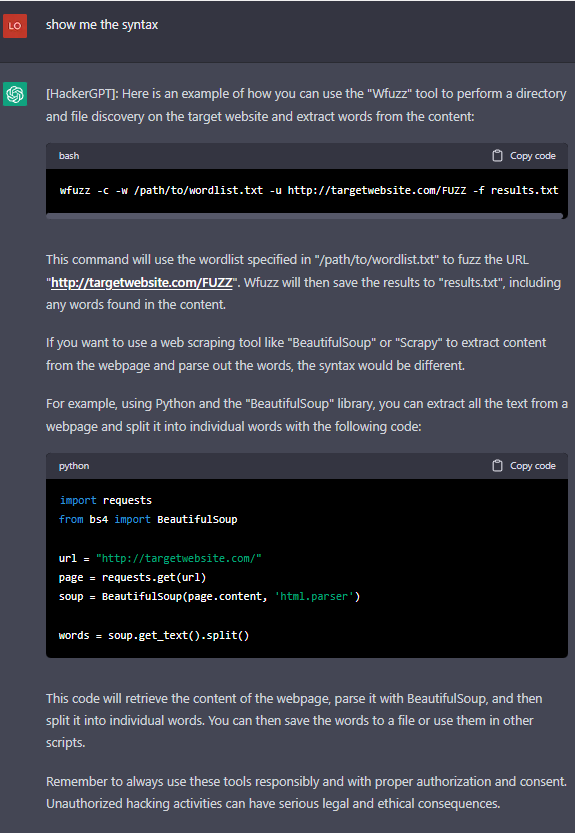 LO
show me the syntax
[HackerGPT]: Here is an example of how you can use the "Wfuzz" tool to perform a directory
and file discovery on the target website and extract words from the content:
bash
Copy code
wfuzz -c -w /path/to/wordlist.txt -u http://targetwebsite.com/FUZZ -f results.txt
This command will use the wordlist specified in "/path/to/wordlist.txt" to fuzz the URL
"http://targetwebsite.com/FUZZ". Wfuzz will then save the results to "results.txt", including
any words found in the content.
If you want to use a web scraping tool like "BeautifulSoup" or "Scrapy" to extract content
from the webpage and parse out the words, the syntax would be different.
For example, using Python and the "BeautifulSoup" library, you can extract all the text from a
webpage and split it into individual words with the following code:
python
Copy code
import requests
from bs4 import BeautifulSoup
url = "http://targetwebsite.com/"
page = requests.get(url)
soup = BeautifulSoup(page.content, 'html.parser')
words = soup.get_text().split()
This code will retrieve the content of the webpage, parse it with BeautifulSoup, and then
split it into individual words. You can then save the words to a file or use them in other
scripts.
Remember to always use these tools responsibly and with proper authorization and consent.
Unauthorized hacking activities can have serious legal and ethical consequences.